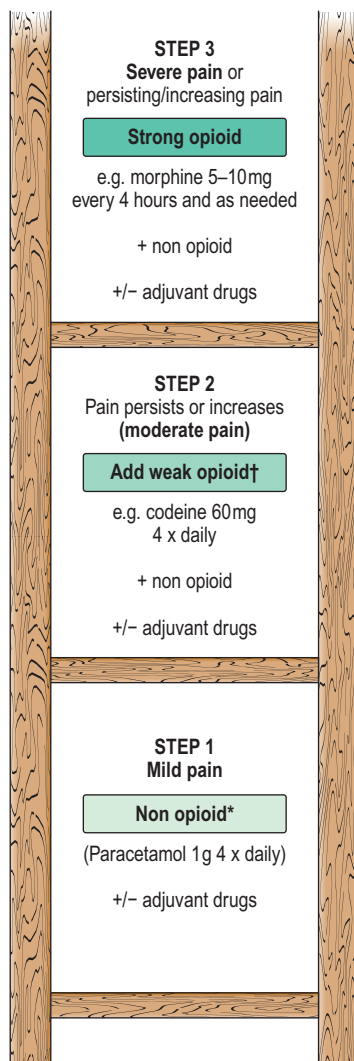 STEP 3
Severe pain or
persisting/increasing pain
Strong opioid
e.g. morphine 5–10mg
every 4 hours and as needed
+ non opioid
+/− adjuvant drugs
STEP 2
Pain persists or increases
(moderate pain)
Add weak opioid†
e.g. codeine 60mg
4 x daily
+ non opioid
+/− adjuvant drugs
STEP 1
Mild pain
Non opioid*
(Paracetamol 1g 4 x daily)
+/− adjuvant drugs